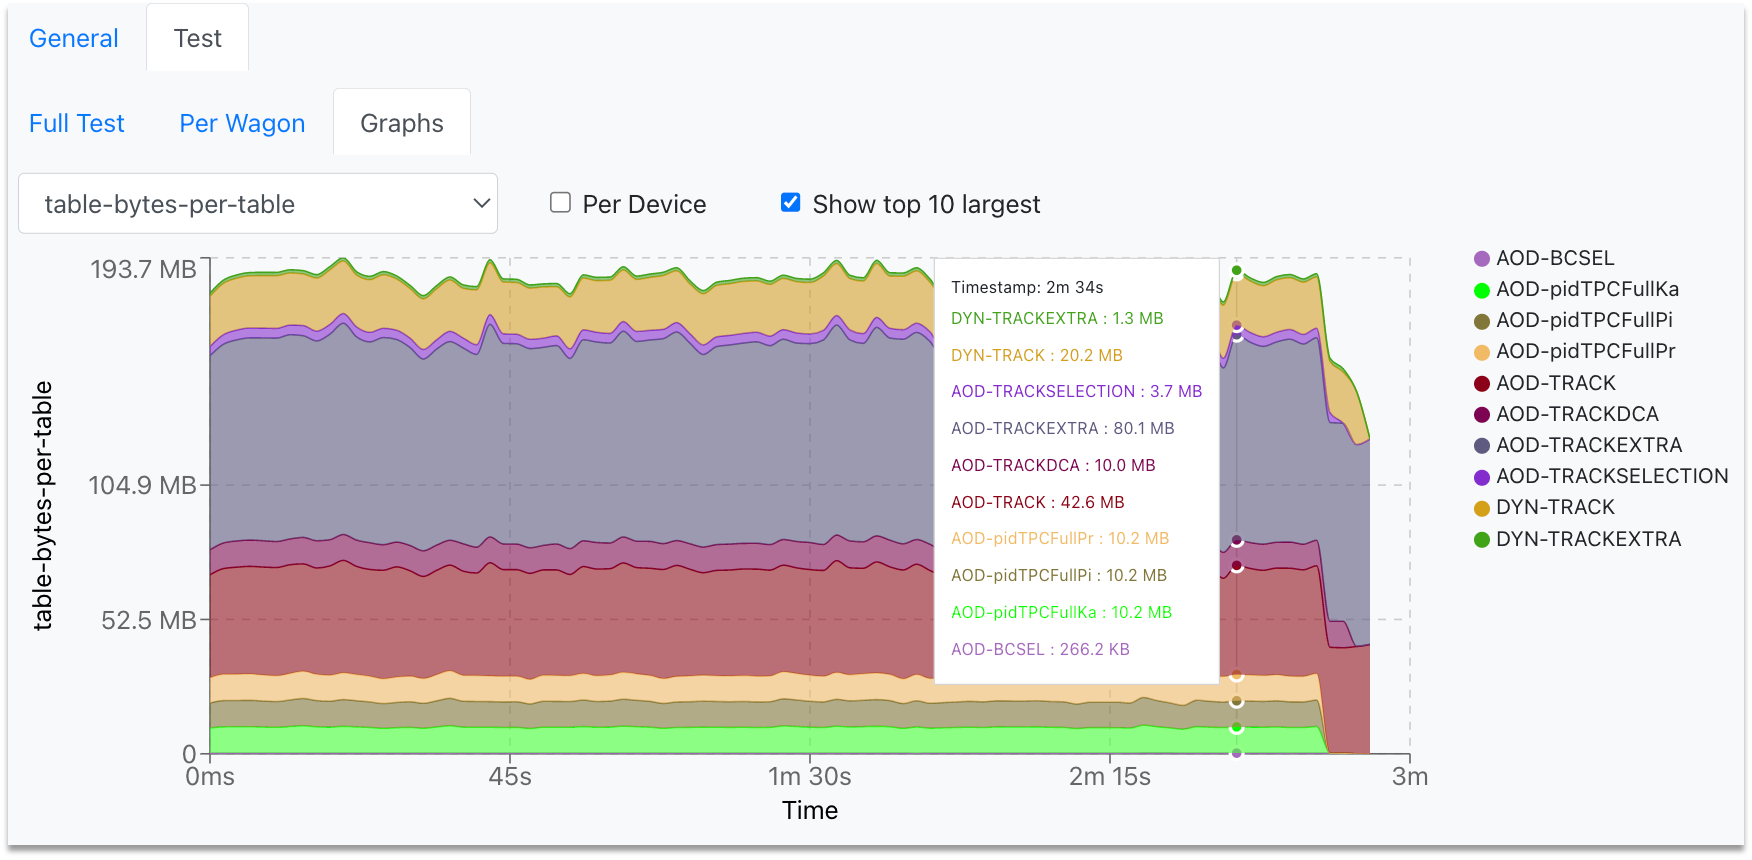 General Test
Full Test Per Wagon Graphs
table-bytes-per-table Per Device Show top 10 largest
table-bytes-per-table
193.7 MB
104.9 MB
52.5 MB
0
0ms 45s 1m 30s 2m 15s 3m
Time
Timestamp: 2m 34s
DYN-TRACKEXTRA : 1.3 MB
DYN-TRACK : 20.2 MB
AOD-TRACKSELECTION : 3.7 MB
AOD-TRACKEXTRA : 80.1 MB
AOD-TRACKDCA : 10.0 MB
AOD-TRACK : 42.6 MB
AOD-pidTPCFullPr : 10.2 MB
AOD-pidTPCFullPi : 10.2 MB
AOD-pidTPCFullKa : 10.2 MB
AOD-BCSEL : 266.2 KB
AOD-BCSEL
AOD-pidTPCFullKa
AOD-pidTPCFullPi
AOD-pidTPCFullPr
AOD-TRACK
AOD-TRACKDCA
AOD-TRACKEXTRA
AOD-TRACKSELECTION
DYN-TRACK
DYN-TRACKEXTRA